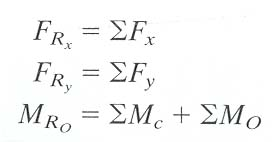 F_{R_x} = ΣF_x
F_{R_y} = ΣF_y
M_{R_O} = ΣM_c + ΣM_O